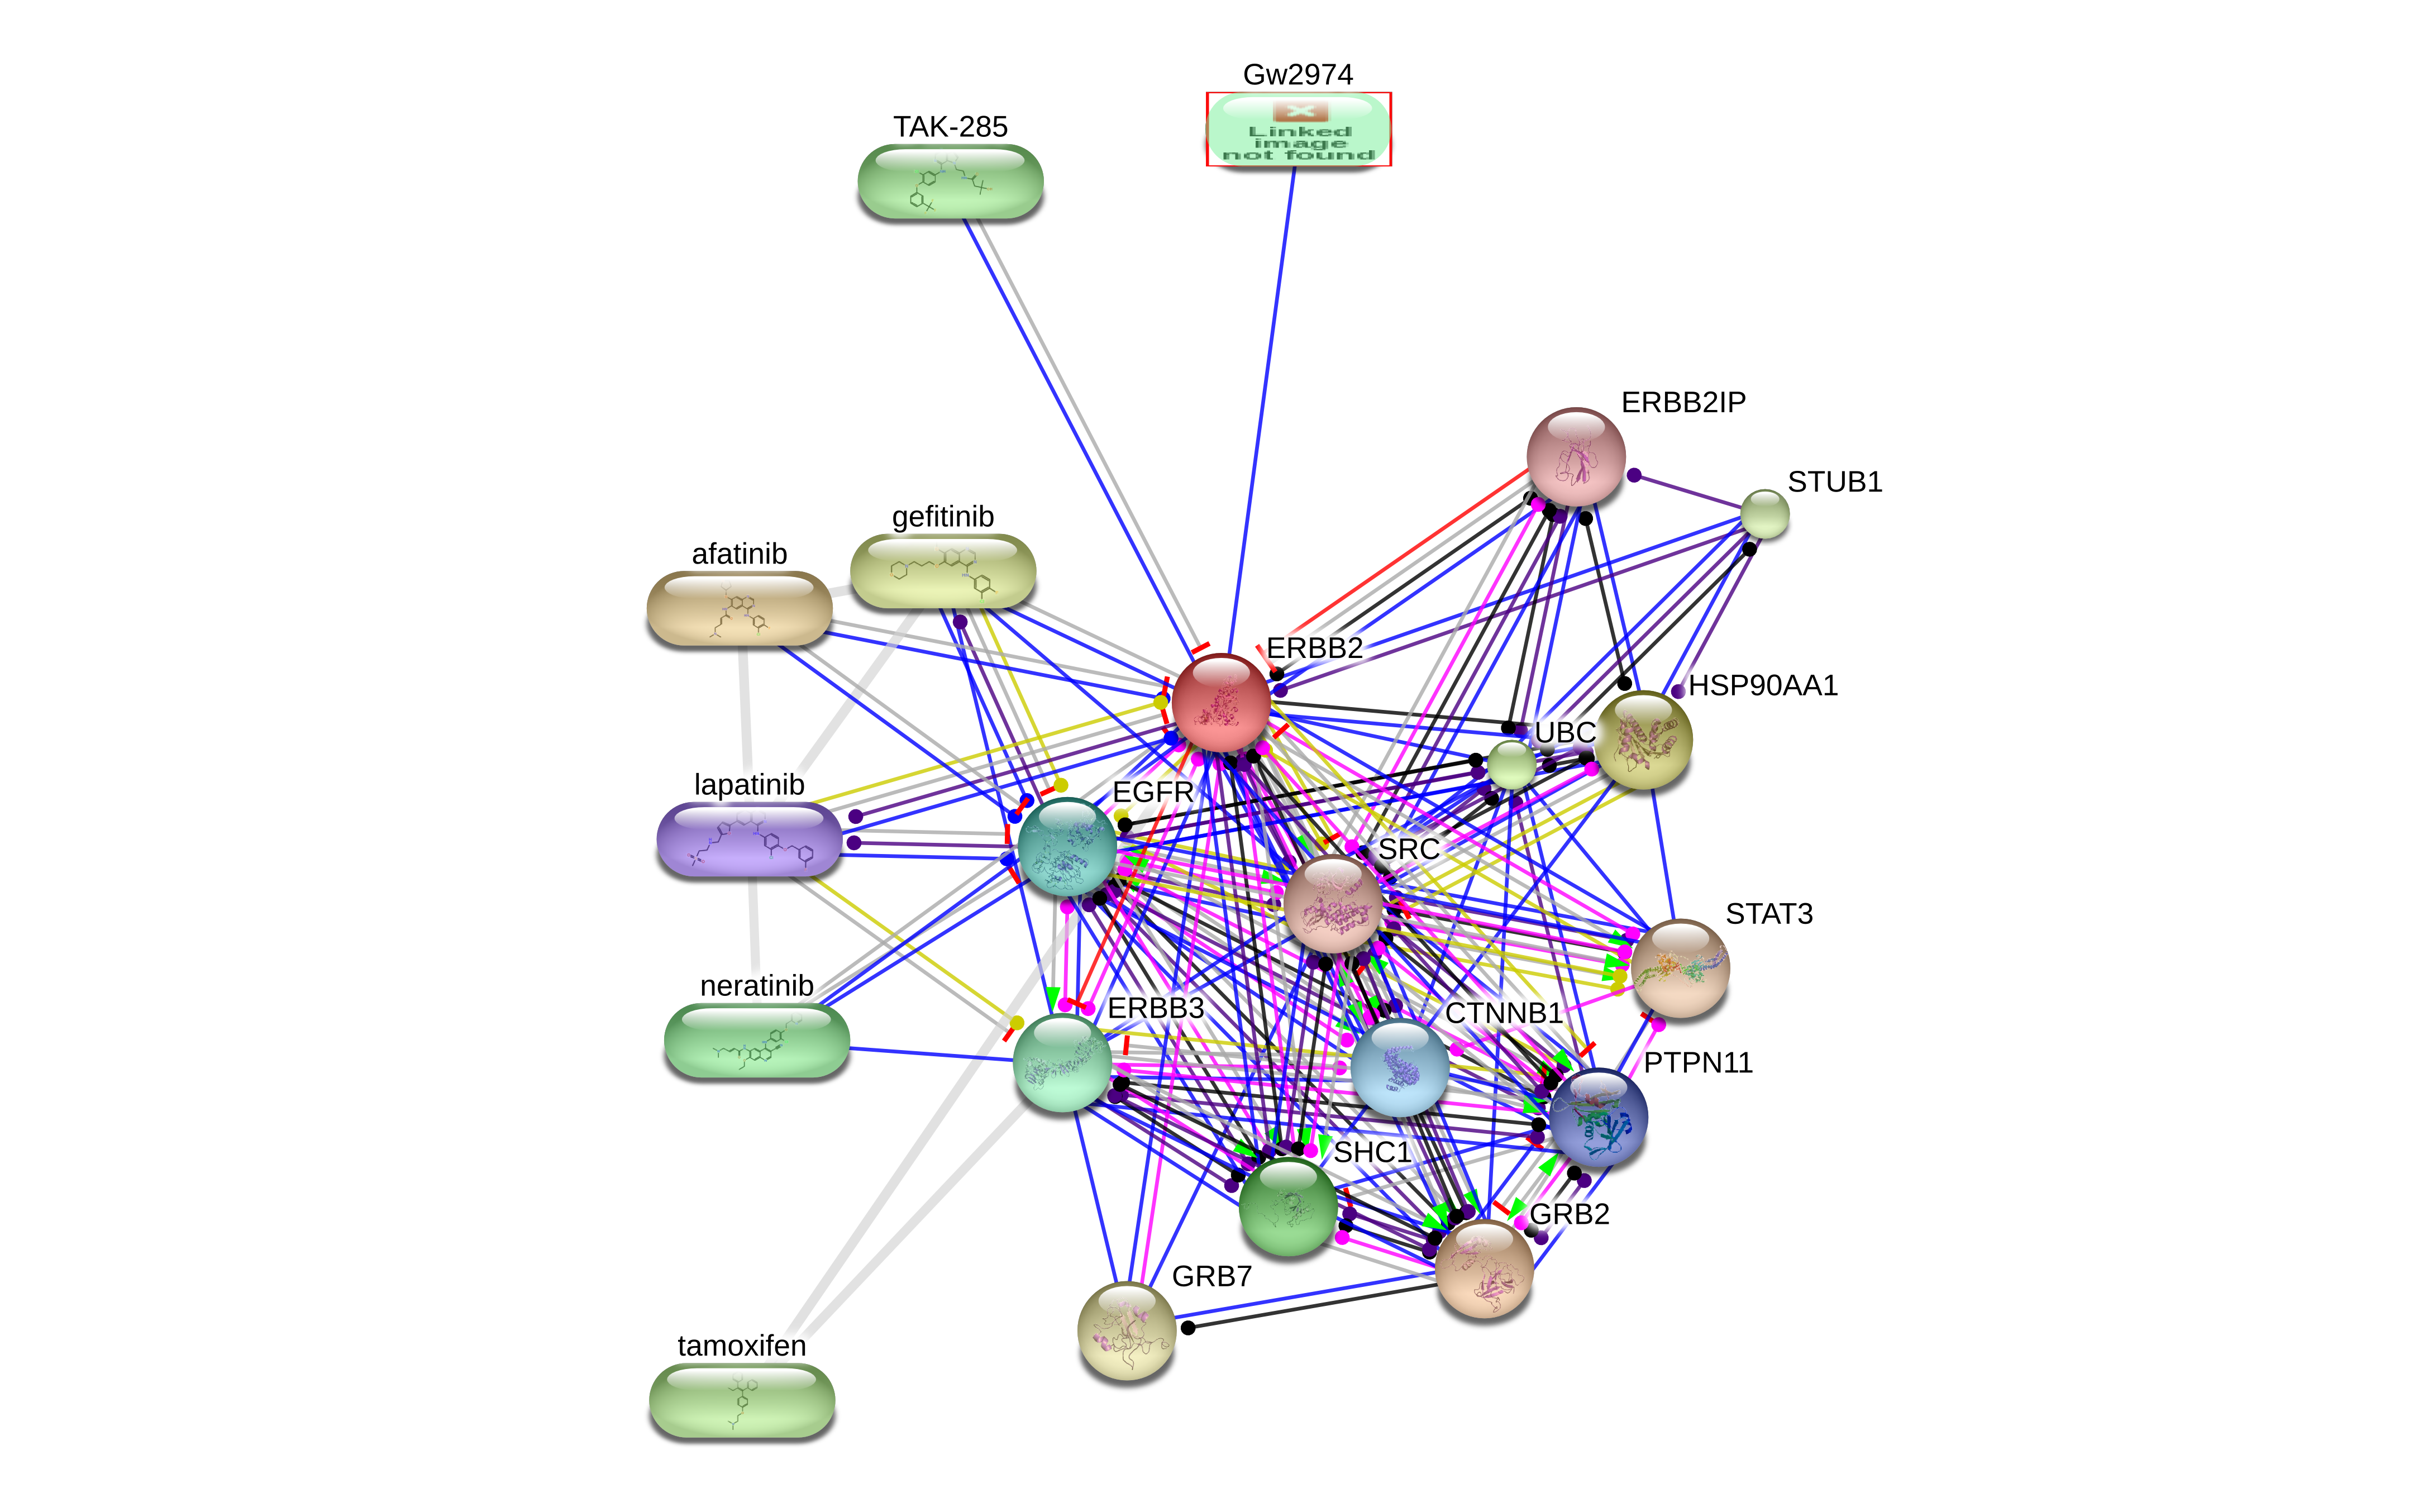 Gw2974
Linked
image
not found
TAK-285
ERBB2IP
STUB1
gefitinib
afatinib
ERBB2
HSP90AA1
UBC
lapatinib
EGFR
SRC
STAT3
neratinib
ERBB3
CTNNB1
PTPN11
SHC1
GRB2
GRB7
tamoxifen